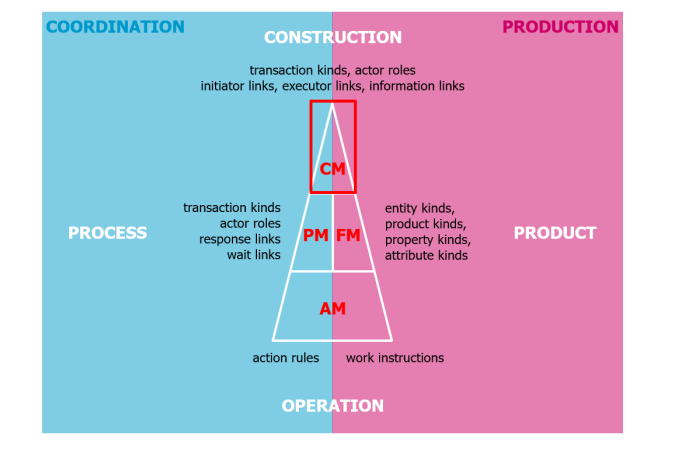 COORDINATION
PRODUCTION
CONSTRUCTION
transaction kinds, actor roles
initiator links, executor links, information links
CM
transaction kinds
actor roles
response links
wait links
PROCESS
PM
FM
entity kinds,
product kinds,
property kinds,
attribute kinds
PRODUCT
AM
action rules
work instructions
OPERATION